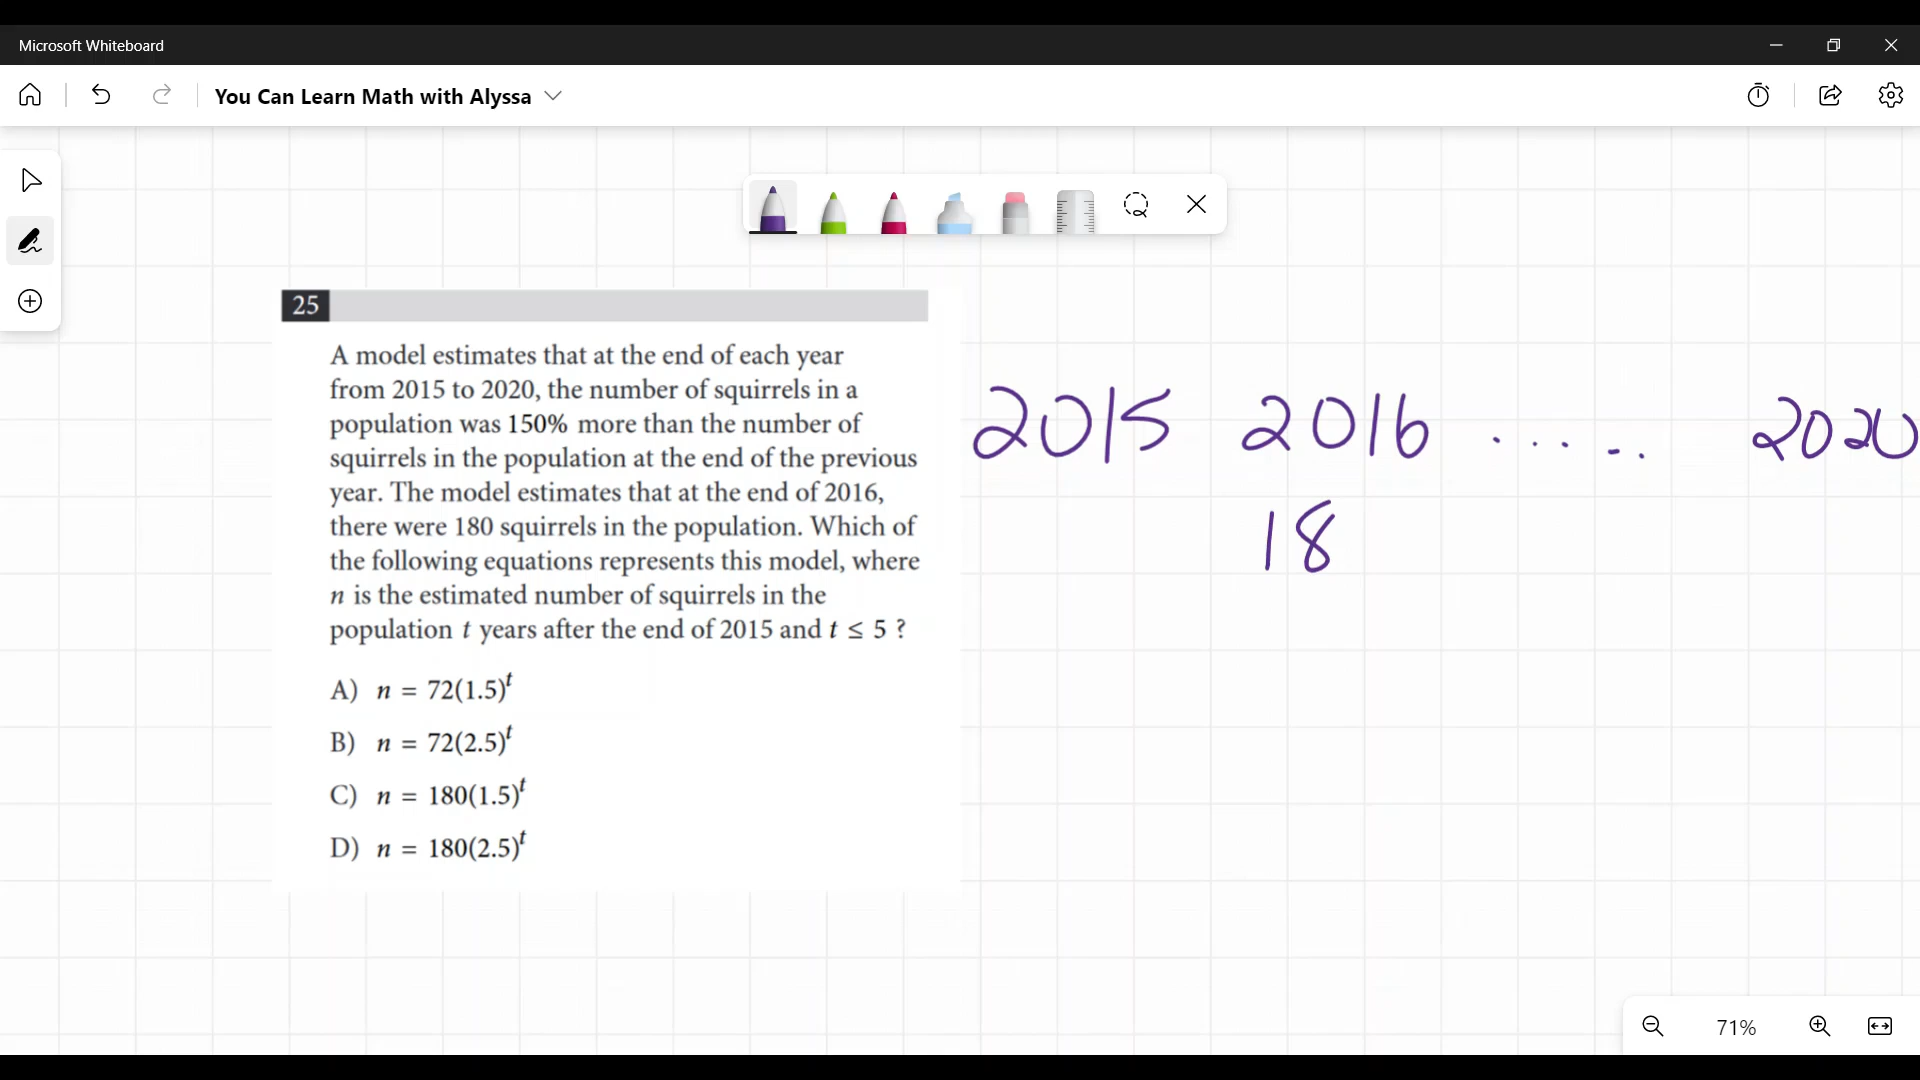 Microsoft Whiteboard
You Can Learn Math with Alyssa
25
A model estimates that at the end of each year
from 2015 to 2020, the number of squirrels in a
population was 150% more than the number of
squirrels in the population at the end of the previous
year. The model estimates that at the end of 2016,
there were 180 squirrels in the population. Which of
the following equations represents this model, where
n is the estimated number of squirrels in the
population t years after the end of 2015 and t ≤ 5 ?
A) n = 72(1.5)^t
B) n = 72(2.5)^t
C) n = 180(1.5)^t
D) n = 180(2.5)^t
2015 2016 ...... 2020
18
71%